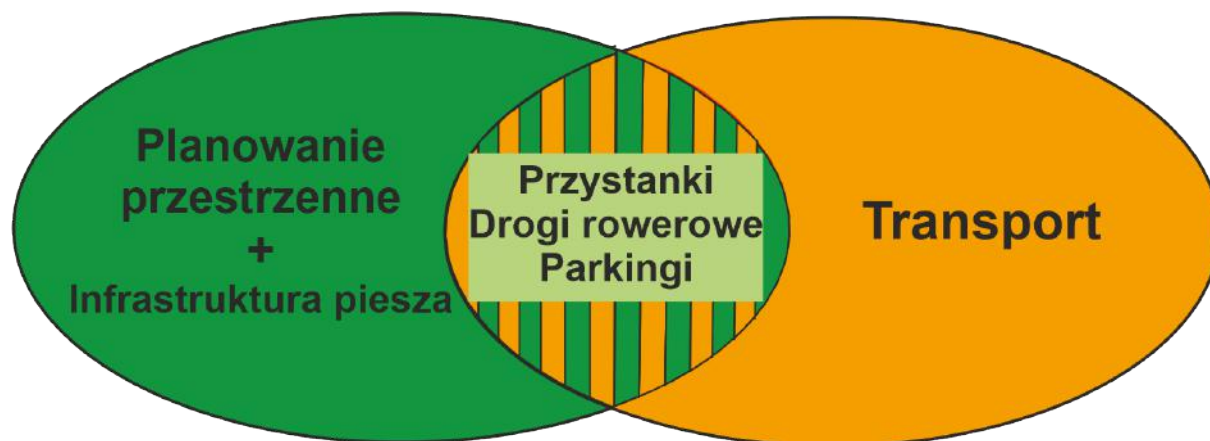 Planowanie
przestrzenne
+
Infrastruktura piesza
Przystanki
Drogi rowerowe
Parkingi
Transport